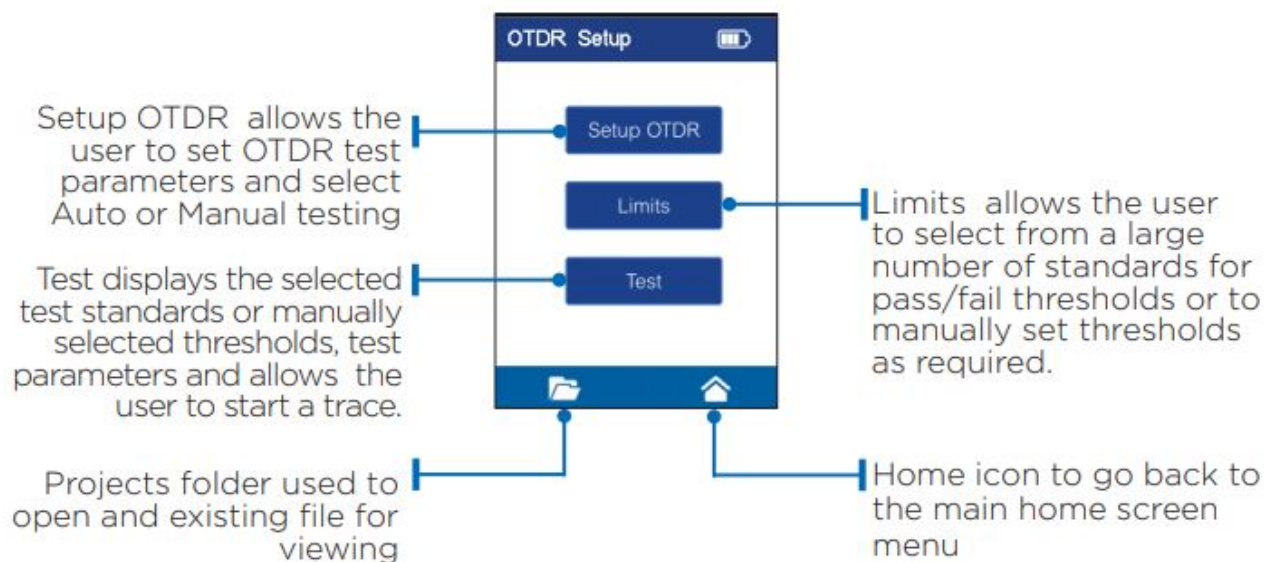 OTDR Setup
Setup OTDR allows the
user to set OTDR test
parameters and select
Auto or Manual testing
Setup OTDR
Limits
Limits allows the user
to select from a large
number of standards for
pass/fail thresholds or to
manually set thresholds
as required.
Test displays the selected
test standards or manually
selected thresholds, test
parameters and allows the
user to start a trace.
Test
Projects folder used to
open and existing file for
viewing
Home icon to go back to
the main home screen
menu